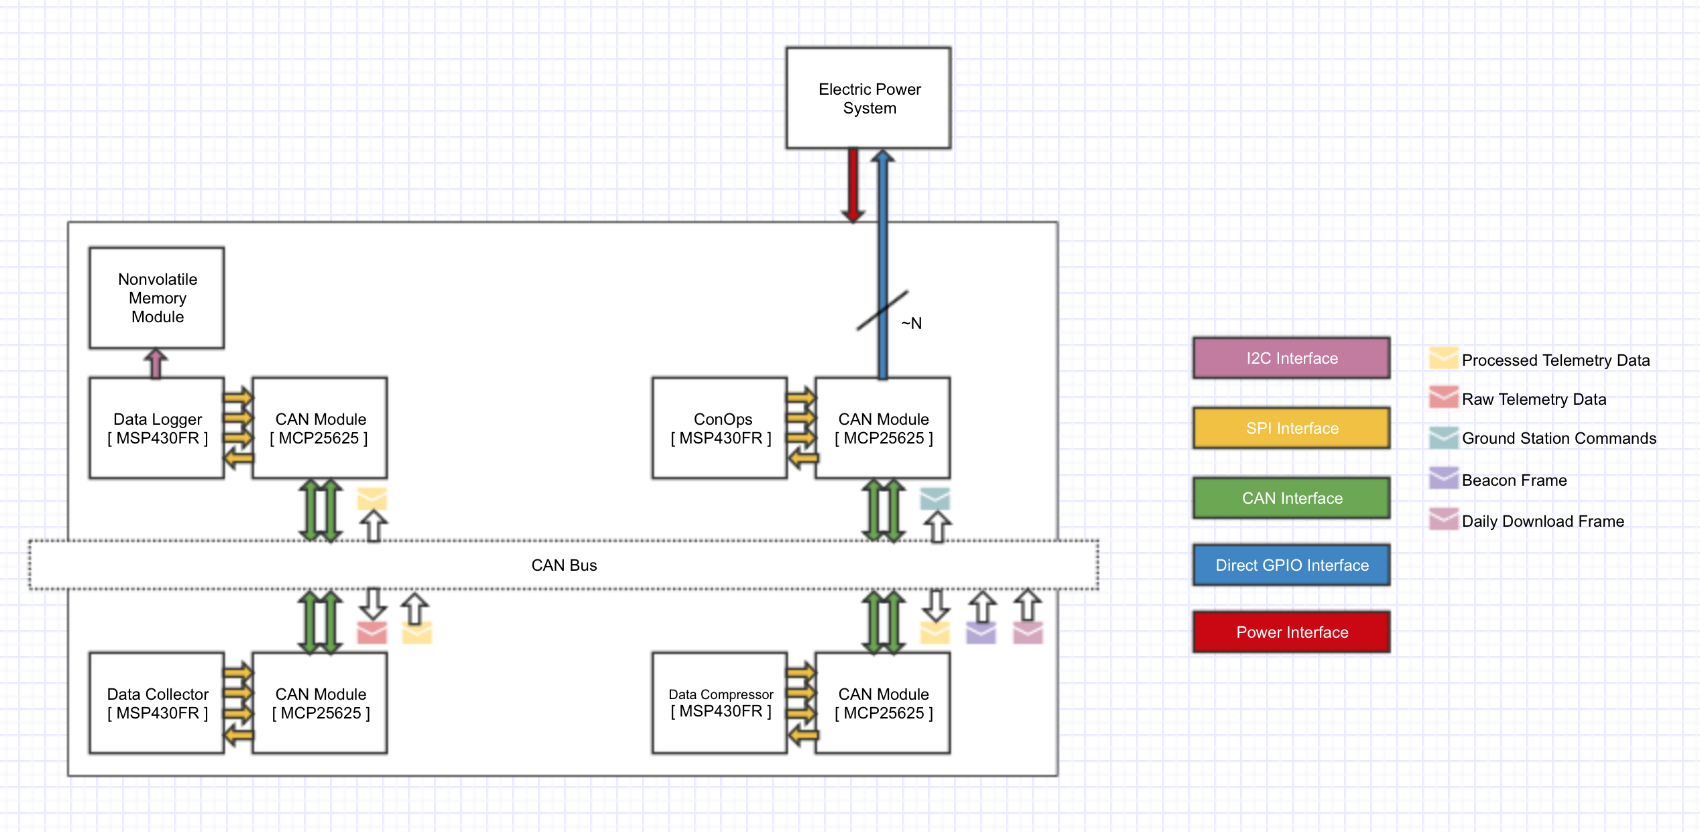 Electric Power
System
Nonvolatile
Memory
Module
~N
Data Logger
[ MSP430FR ]
CAN Module
[ MCP25625 ]
ConOps
[ MSP430FR ]
CAN Module
[ MCP25625 ]
CAN Bus
Data Collector
[ MSP430FR ]
CAN Module
[ MCP25625 ]
Data Compressor
[ MSP430FR ]
CAN Module
[ MCP25625 ]
I2C Interface
SPI Interface
CAN Interface
Direct GPIO Interface
Power Interface
Processed Telemetry Data
Raw Telemetry Data
Ground Station Commands
Beacon Frame
Daily Download Frame